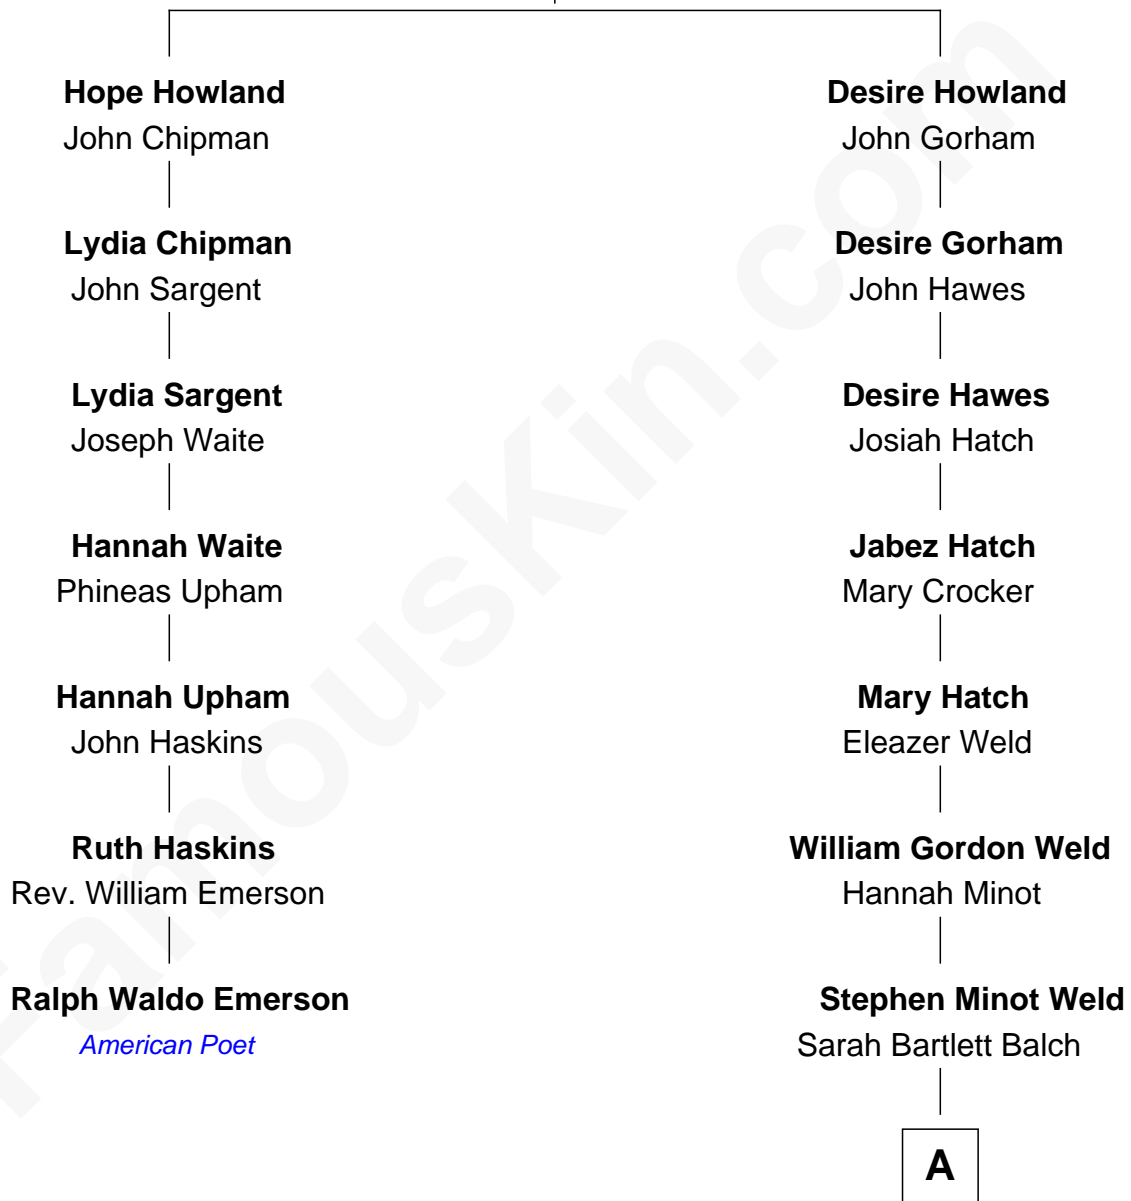 Hope Howland
John Chipman
Desire Howland
John Gorham
Lydia Chipman
John Sargent
Desire Gorham
John Hawes
Lydia Sargent
Joseph Waite
Desire Hawes
Josiah Hatch
Hannah Waite
Phineas Upham
Jabez Hatch
Mary Crocker
Hannah Upham
John Haskins
Mary Hatch
Eleazer Weld
Ruth Haskins
Rev. William Emerson
William Gordon Weld
Hannah Minot
Ralph Waldo Emerson
American Poet
Stephen Minot Weld
Sarah Bartlett Balch
A
FamousKin.com